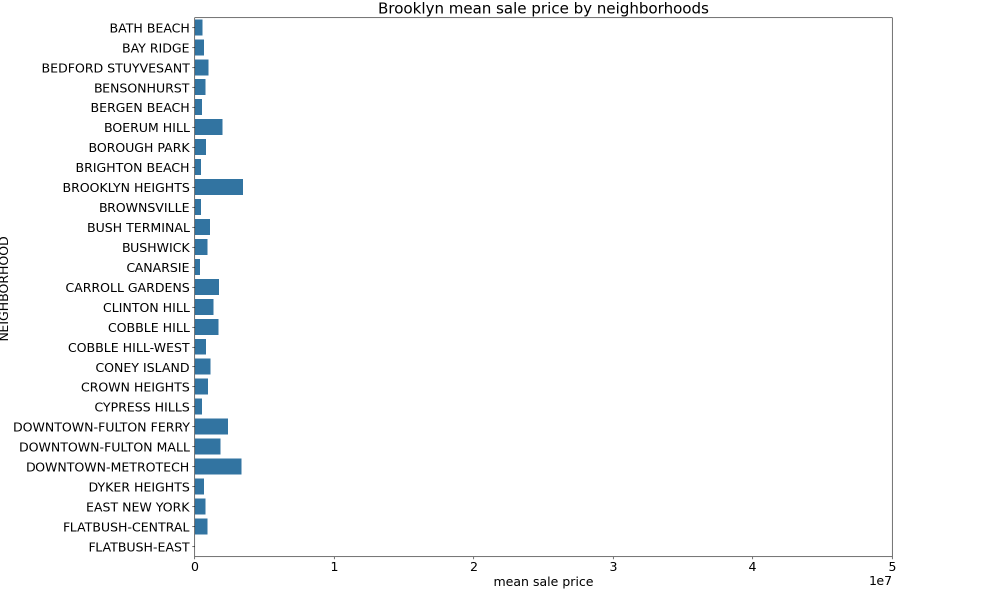 Brooklyn mean sale price by neighborhoods
BATH BEACH
BAY RIDGE
BEDFORD STUYVESANT
BENSONHURST
BERGEN BEACH
BOERUM HILL
BOROUGH PARK
BRIGHTON BEACH
BROOKLYN HEIGHTS
BROWNSVILLE
BUSH TERMINAL
BUSHWICK
CANARSIE
CARROLL GARDENS
CLINTON HILL
COBBLE HILL
COBBLE HILL-WEST
CONEY ISLAND
CROWN HEIGHTS
CYPRESS HILLS
DOWNTOWN-FULTON FERRY
DOWNTOWN-FULTON MALL
DOWNTOWN-METROTECH
DYKER HEIGHTS
EAST NEW YORK
FLATBUSH-CENTRAL
FLATBUSH-EAST
NEIGHBORHOOD
0 1 2 3 4 5
1e7
mean sale price